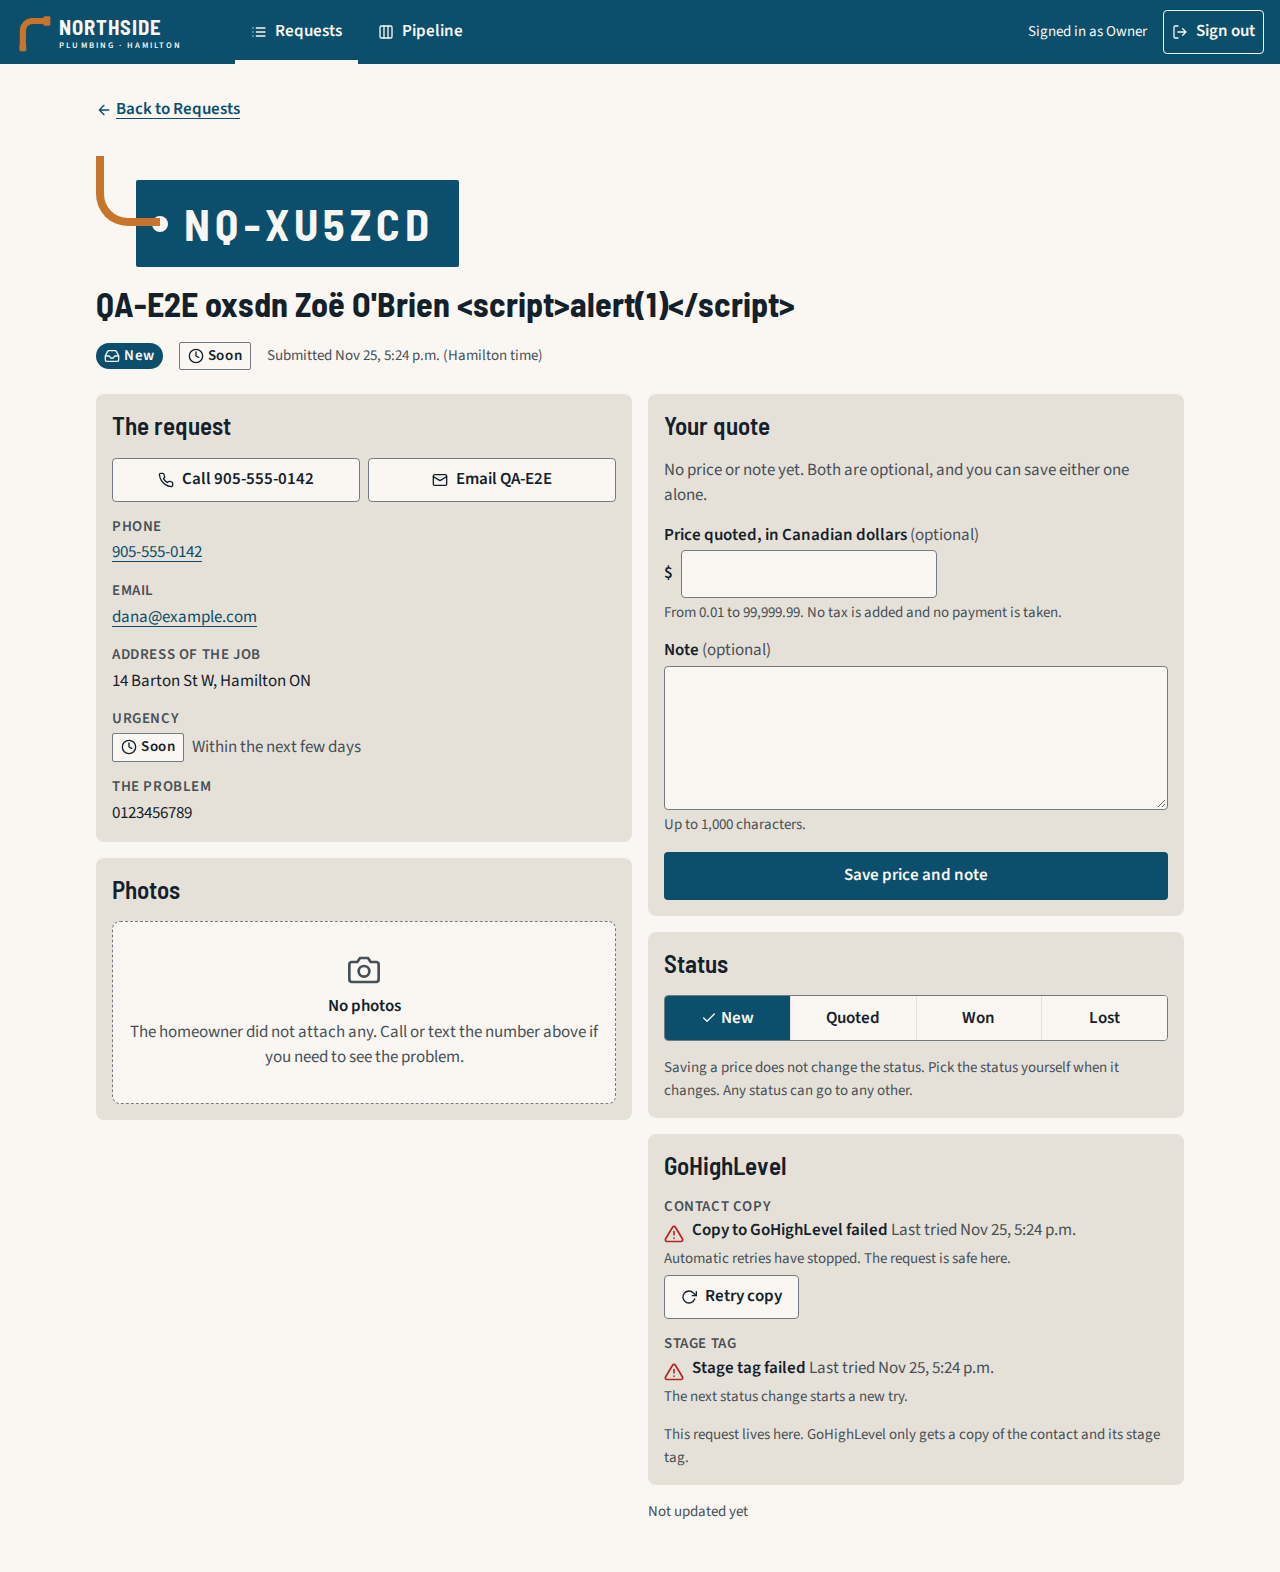 NORTHSIDE
PLUMBING · HAMILTON
Requests
Pipeline
Signed in as Owner
Sign out
Back to Requests
NQ-XU5ZCD
QA-E2E oxsdn Zoë O'Brien <script>alert(1)</script>
New
Soon
Submitted Nov 25, 5:24 p.m. (Hamilton time)
The request
Call 905-555-0142
Email QA-E2E
PHONE
905-555-0142
EMAIL
dana@example.com
ADDRESS OF THE JOB
14 Barton St W, Hamilton ON
URGENCY
Soon
Within the next few days
THE PROBLEM
0123456789
Photos
No photos
The homeowner did not attach any. Call or text the number above if
you need to see the problem.
Your quote
No price or note yet. Both are optional, and you can save either one
alone.
Price quoted, in Canadian dollars (optional)
$
From 0.01 to 99,999.99. No tax is added and no payment is taken.
Note (optional)
Up to 1,000 characters.
Save price and note
Status
New
Quoted
Won
Lost
Saving a price does not change the status. Pick the status yourself when it
changes. Any status can go to any other.
GoHighLevel
CONTACT COPY
Copy to GoHighLevel failed Last tried Nov 25, 5:24 p.m.
Automatic retries have stopped. The request is safe here.
Retry copy
STAGE TAG
Stage tag failed Last tried Nov 25, 5:24 p.m.
The next status change starts a new try.
This request lives here. GoHighLevel only gets a copy of the contact and its stage
tag.
Not updated yet